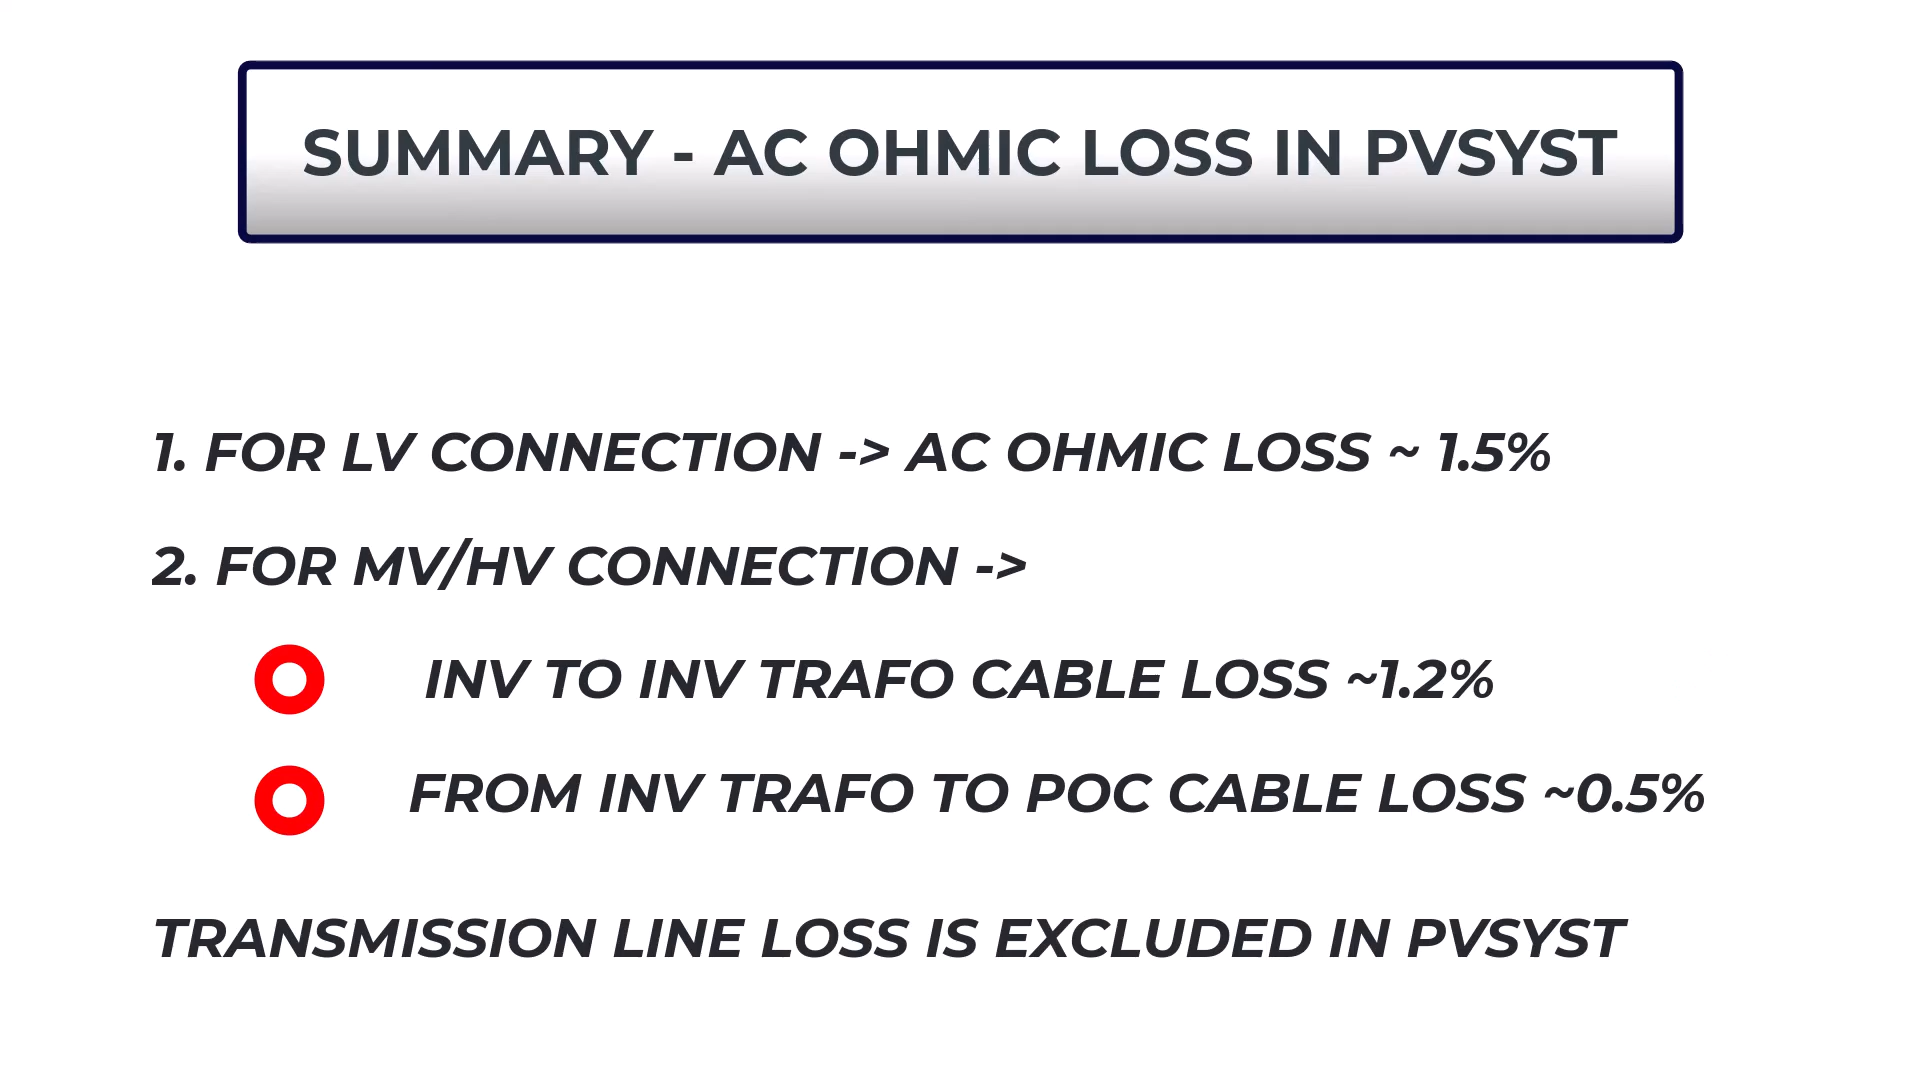 SUMMARY - AC OHMIC LOSS IN PVSYST
1. FOR LV CONNECTION -> AC OHMIC LOSS ~ 1.5%
2. FOR MV/HV CONNECTION ->
INV TO INV TRAFO CABLE LOSS ~1.2%
FROM INV TRAFO TO POC CABLE LOSS ~0.5%
TRANSMISSION LINE LOSS IS EXCLUDED IN PVSYST